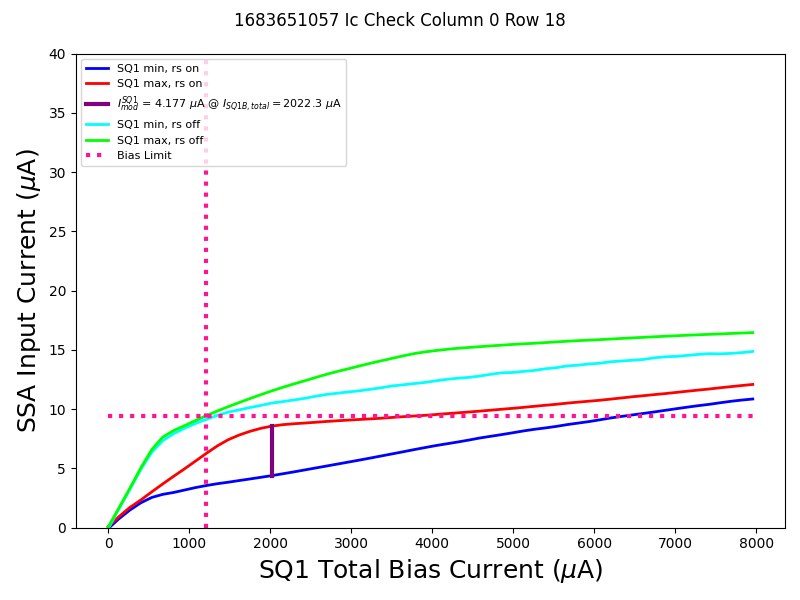 1683651057 Ic Check Column 0 Row 18
SSA Input Current (μA)
40
35
30
25
20
15
10
5
0
SQ1 min, rs on
SQ1 max, rs on
I_mod^SQ1 = 4.177 μA @ I_SQ1B,total = 2022.3 μA
SQ1 min, rs off
SQ1 max, rs off
Bias Limit
0 1000 2000 3000 4000 5000 6000 7000 8000
SQ1 Total Bias Current (μA)